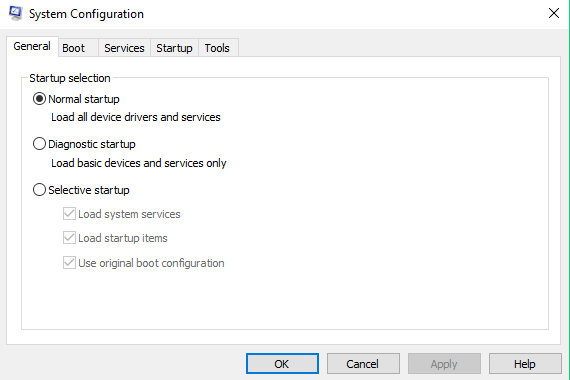 System Configuration
General Boot Services Startup Tools
Startup selection
Normal startup
Load all device drivers and services
Diagnostic startup
Load basic devices and services only
Selective startup
Load system services
Load startup items
Use original boot configuration
OK Cancel Apply Help